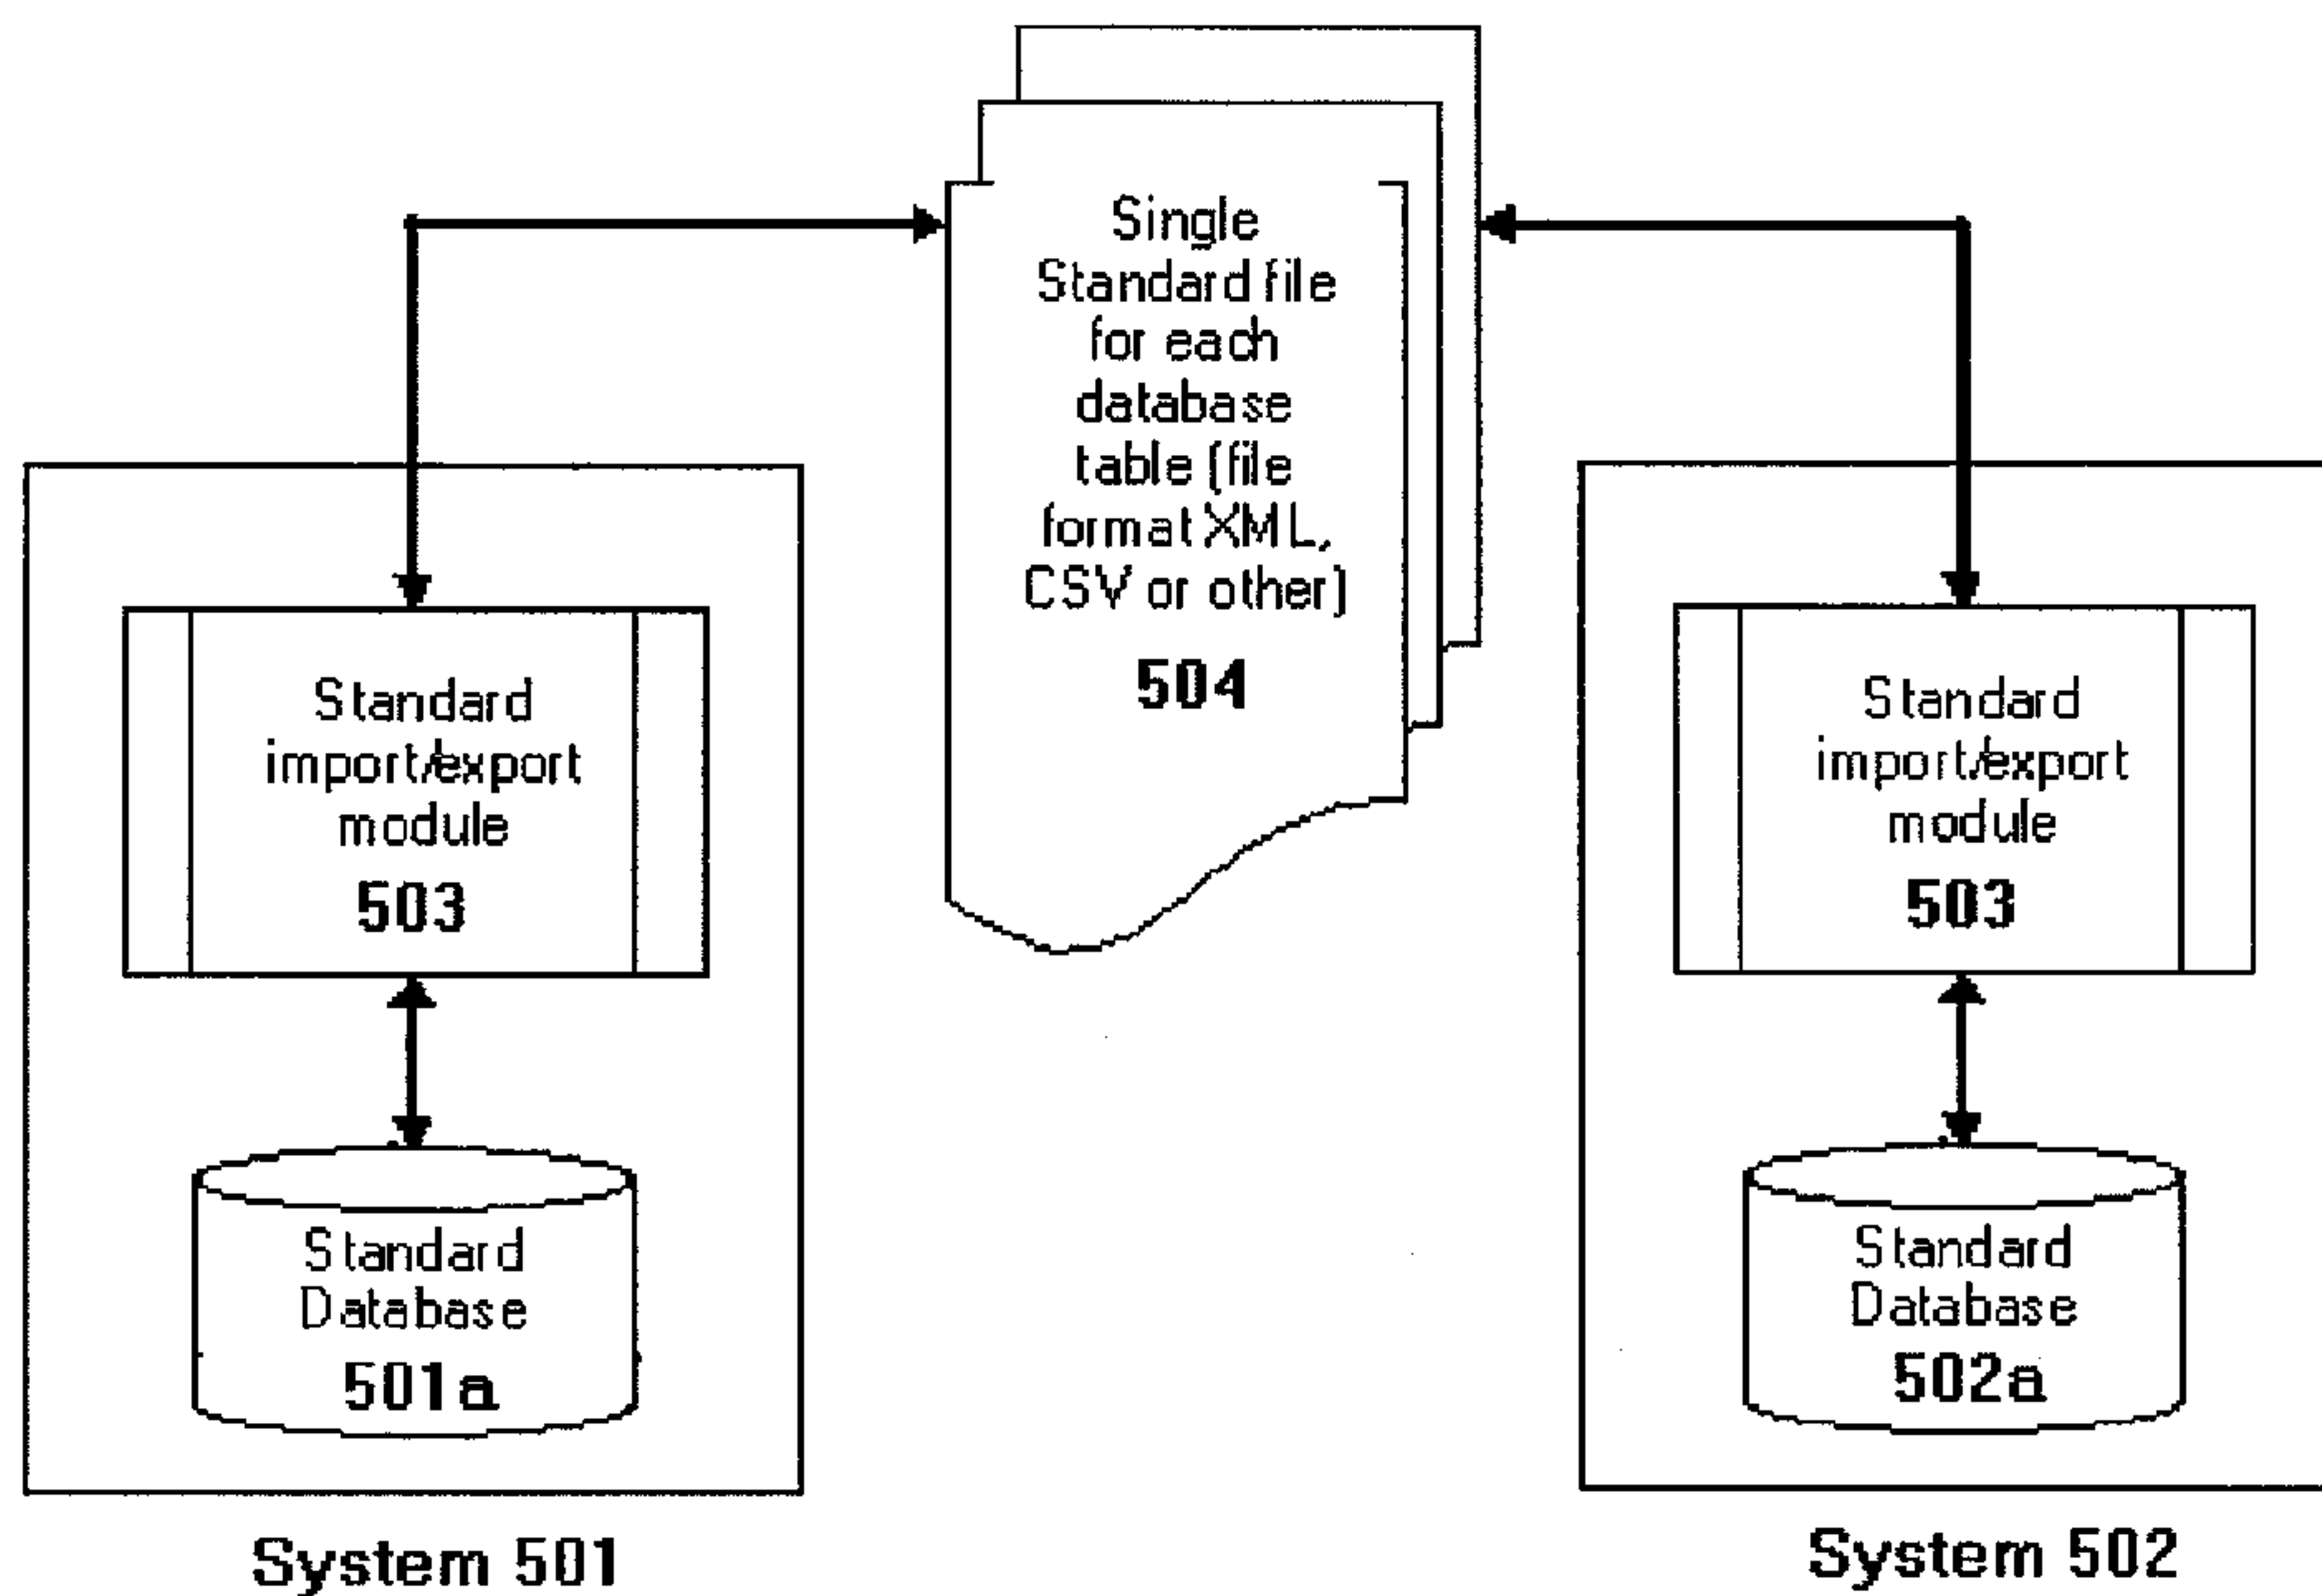 Single
Standard file
for each
database
table (file
format XML,
CSV or other)
504
Standard
import/export
module
503
Standard
Database
501a
System 501
Standard
import/export
module
503
Standard
Database
502a
System 502